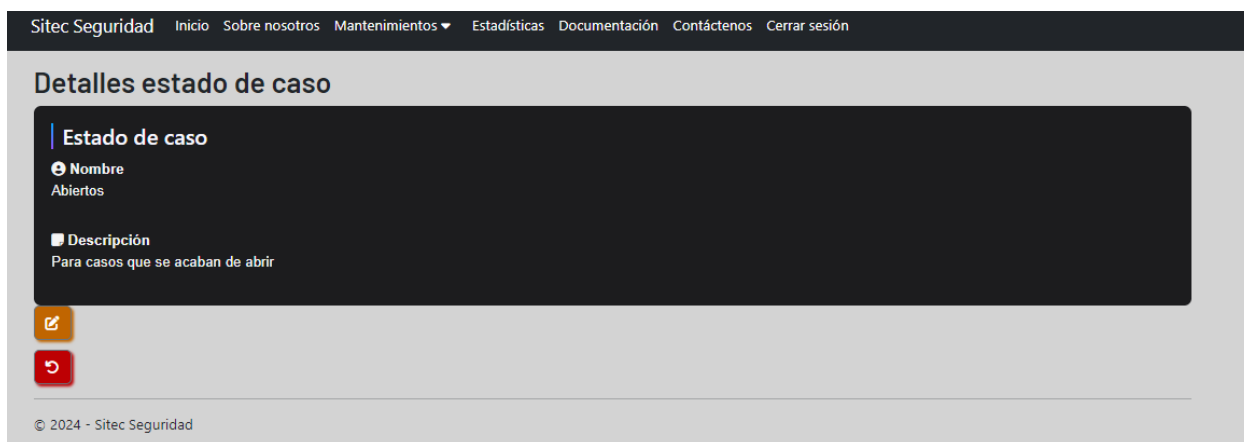 Sitec Seguridad Inicio Sobre nosotros Mantenimientos Estadísticas Documentación Contáctenos Cerrar sesión
Detalles estado de caso
Estado de caso
Nombre
Abiertos
Descripción
Para casos que se acaban de abrir
© 2024 - Sitec Seguridad